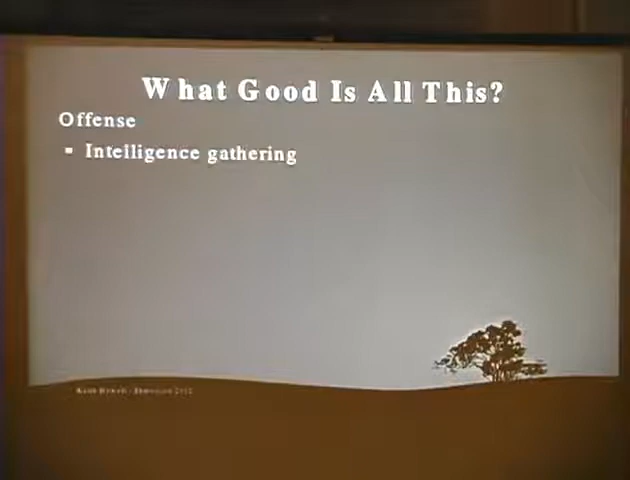 What Good Is All This?
Offense
▪ Intelligence gathering